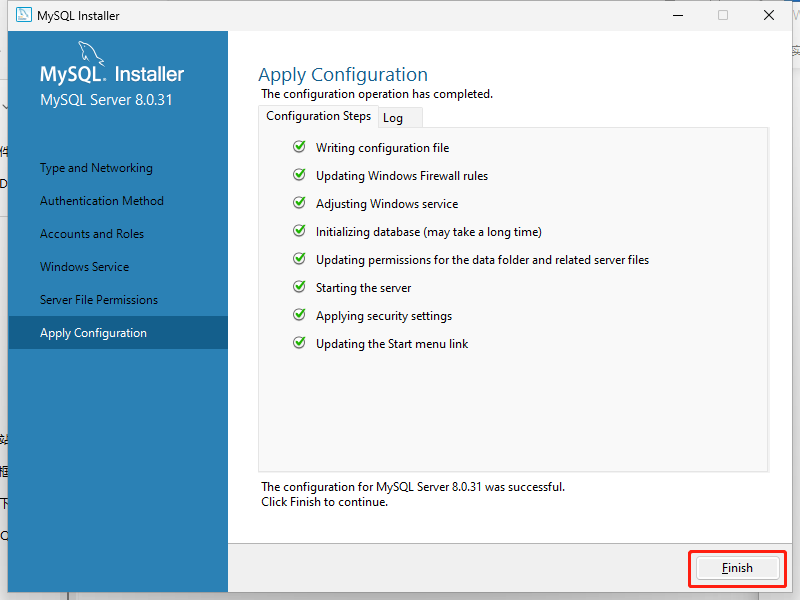 MySQL Installer
MySQL. Installer
MySQL Server 8.0.31
Type and Networking
Authentication Method
Accounts and Roles
Windows Service
Server File Permissions
Apply Configuration
Apply Configuration
The configuration operation has completed.
Configuration Steps Log
Writing configuration file
Updating Windows Firewall rules
Adjusting Windows service
Initializing database (may take a long time)
Updating permissions for the data folder and related server files
Starting the server
Applying security settings
Updating the Start menu link
The configuration for MySQL Server 8.0.31 was successful.
Click Finish to continue.
Finish